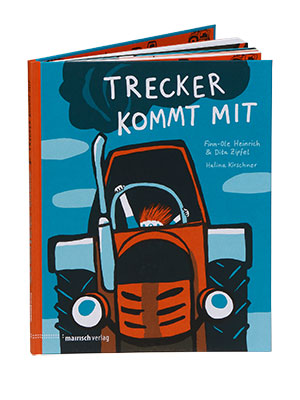 TRECKER
KOMMT MIT
Finn-Ole Heinrich
& Dita Zipfel
Halina Kirschner
mairisch verlag